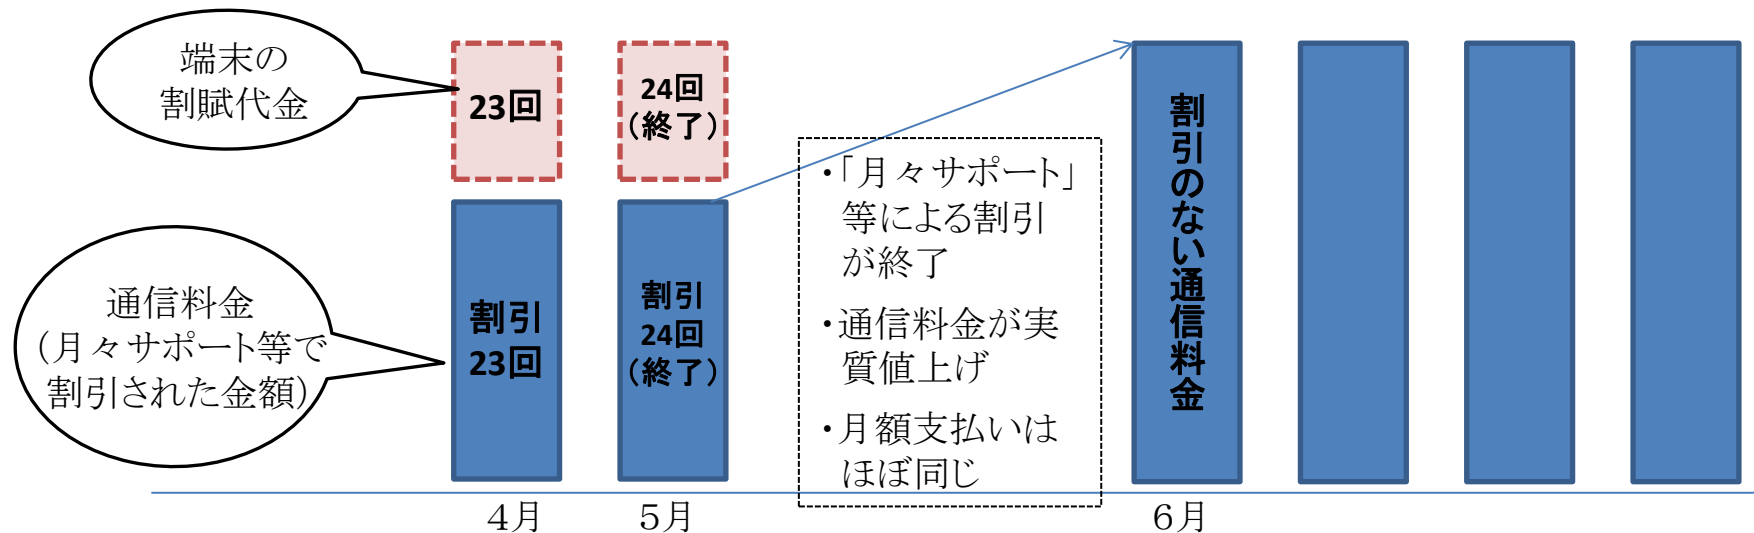 端末の
割賦代金
23回
24回
（終了）
通信料金
（月々サポート等で
割引された金額）
割引
23回
割引
24回
（終了）
・「月々サポート」
等による割引
が終了
・通信料金が実
質値上げ
・月額支払いは
ほぼ同じ
割引のない通信料金
４月
５月
６月